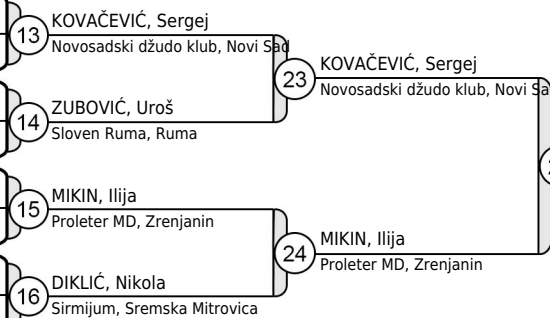 13
KOVAČEVIĆ, Sergej
Novosadski džudo klub, Novi Sad
14
ZUBOVIĆ, Uroš
Sloven Ruma, Ruma
23
KOVAČEVIĆ, Sergej
Novosadski džudo klub, Novi
15
MIKIN, Ilija
Proleter MD, Zrenjanin
16
DIKLIĆ, Nikola
Sirmijum, Sremska Mitrovica
24
MIKIN, Ilija
Proleter MD, Zrenjanin